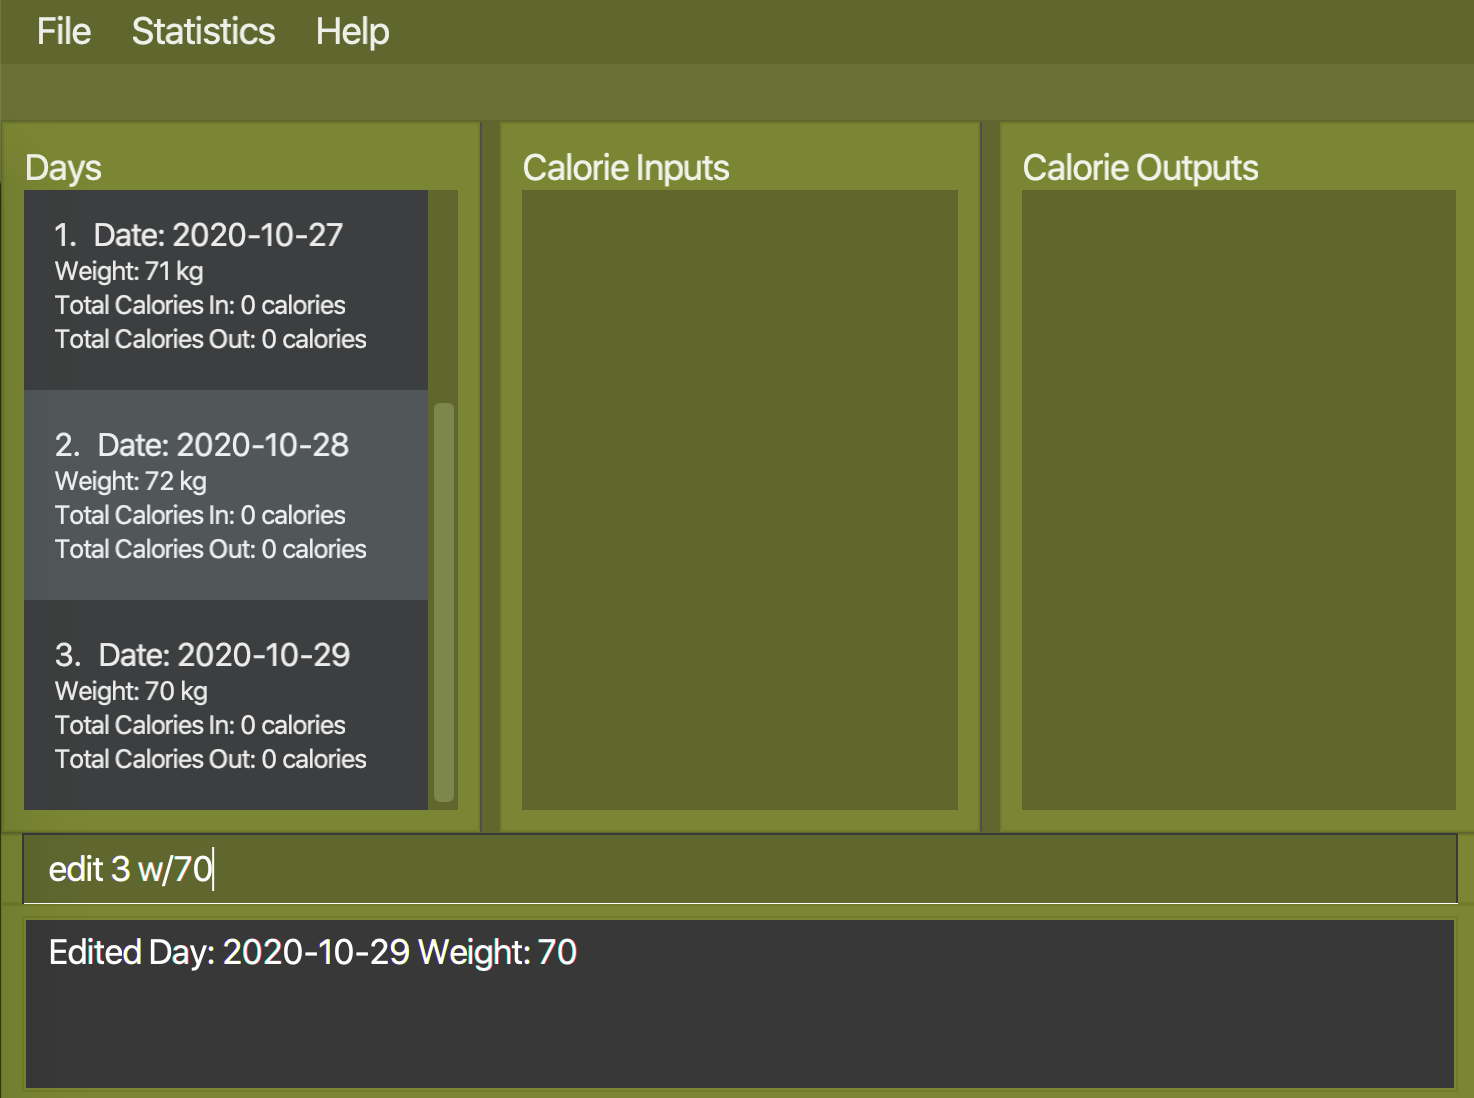 File Statistics Help
Days
1. Date: 2020-10-27
Weight: 71 kg
Total Calories In: 0 calories
Total Calories Out: 0 calories
2. Date: 2020-10-28
Weight: 72 kg
Total Calories In: 0 calories
Total Calories Out: 0 calories
3. Date: 2020-10-29
Weight: 70 kg
Total Calories In: 0 calories
Total Calories Out: 0 calories
Calorie Inputs
Calorie Outputs
edit 3 w/70
Edited Day: 2020-10-29 Weight: 70